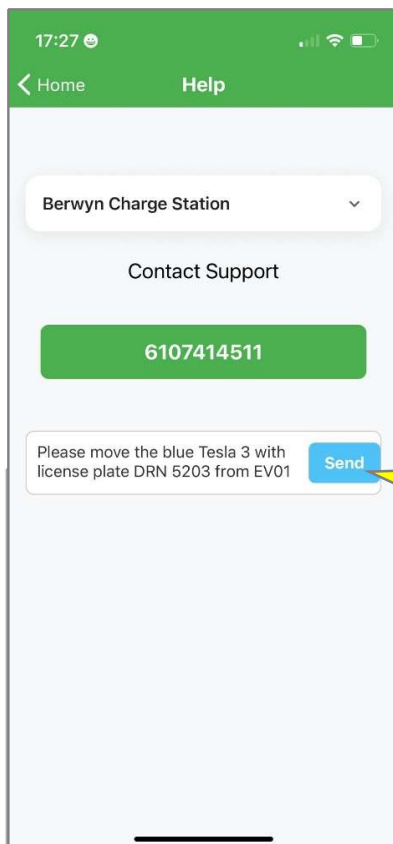 17:27
Home Help
Berwyn Charge Station
Contact Support
6107414511
Please move the blue Tesla 3 with
license plate DRN 5203 from EV01
Send